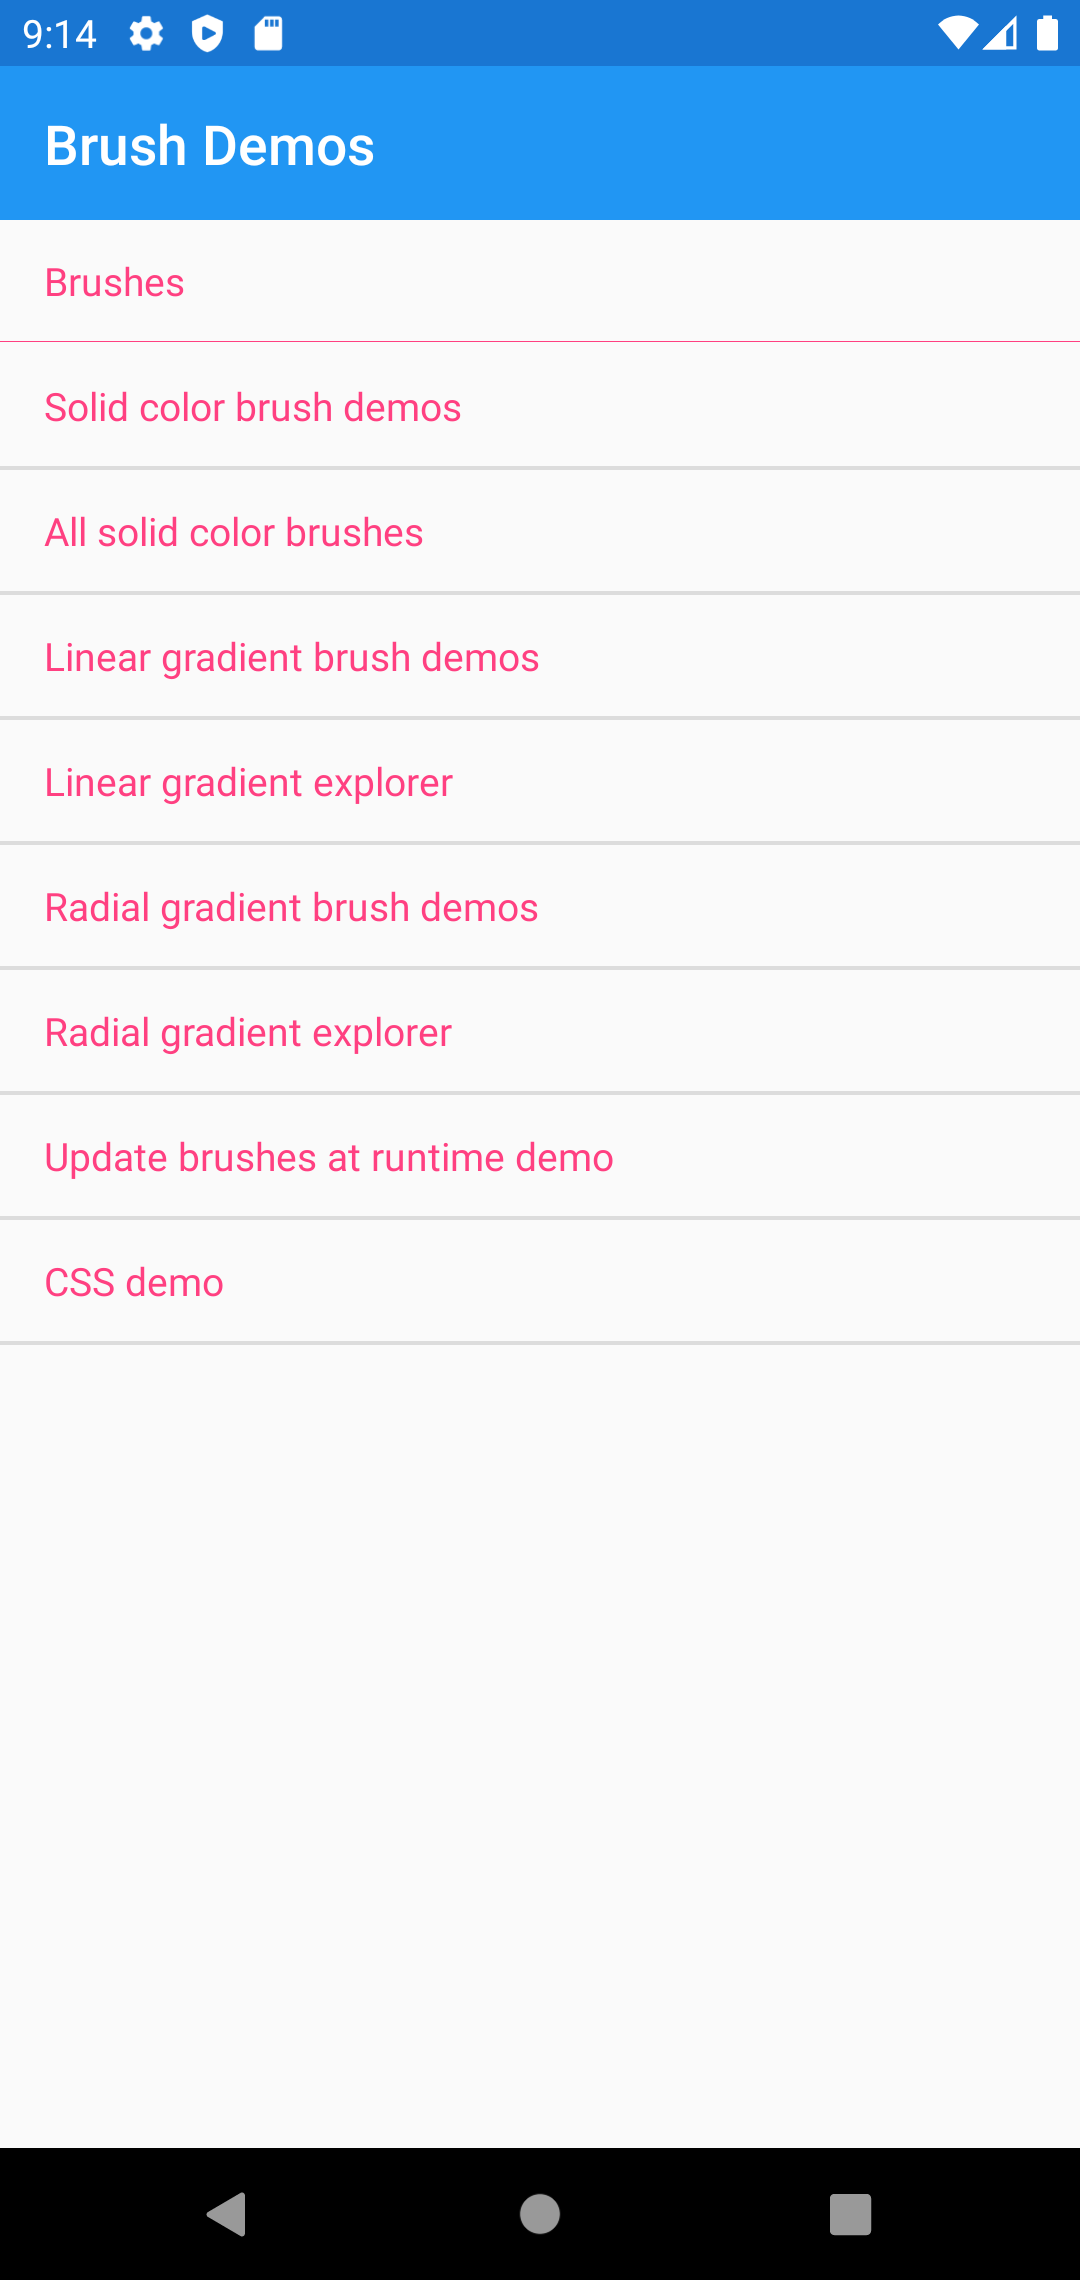 9:14
Brush Demos
Brushes
Solid color brush demos
All solid color brushes
Linear gradient brush demos
Linear gradient explorer
Radial gradient brush demos
Radial gradient explorer
Update brushes at runtime demo
CSS demo